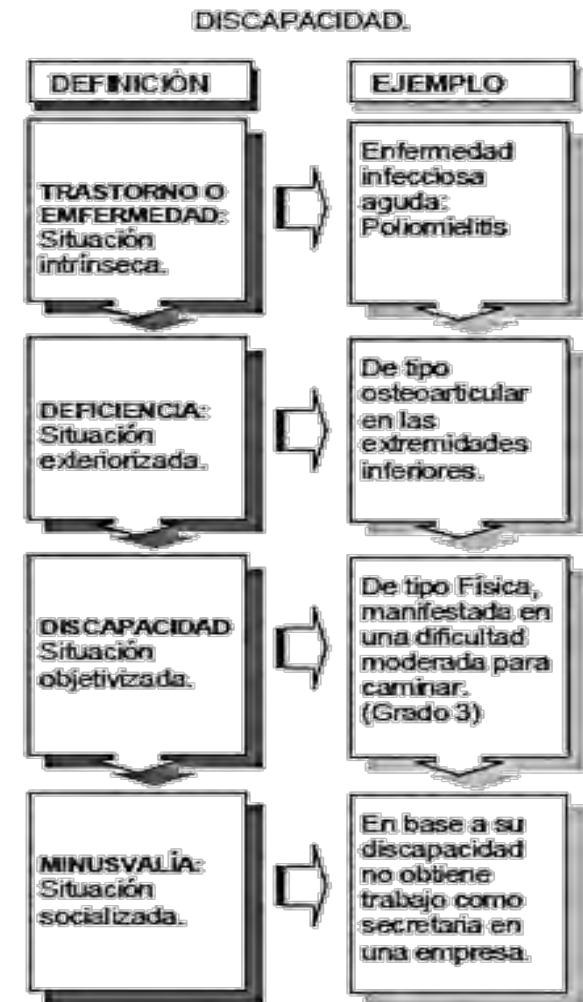 DISCAPACIDAD.
DEFINICIÓN
EJEMPLO
TRASTORNO O
EMFERMEDAD:
Situación
intrínseca.
Enfermedad
infecciosa
aguda:
Poliomielitis
DEFICIENCIA:
Situación
exteriorizada.
De tipo
osteoarticular
en las
extremidades
inferiores.
DISCAPACIDAD
Situación
objetivizada.
De tipo Física,
manifestada en
una dificultad
moderada para
caminar.
(Grado 3)
MINUSVALÍA:
Situación
socializada.
En base a su
discapacidad
no obtiene
trabajo como
secretaria en
una empresa.